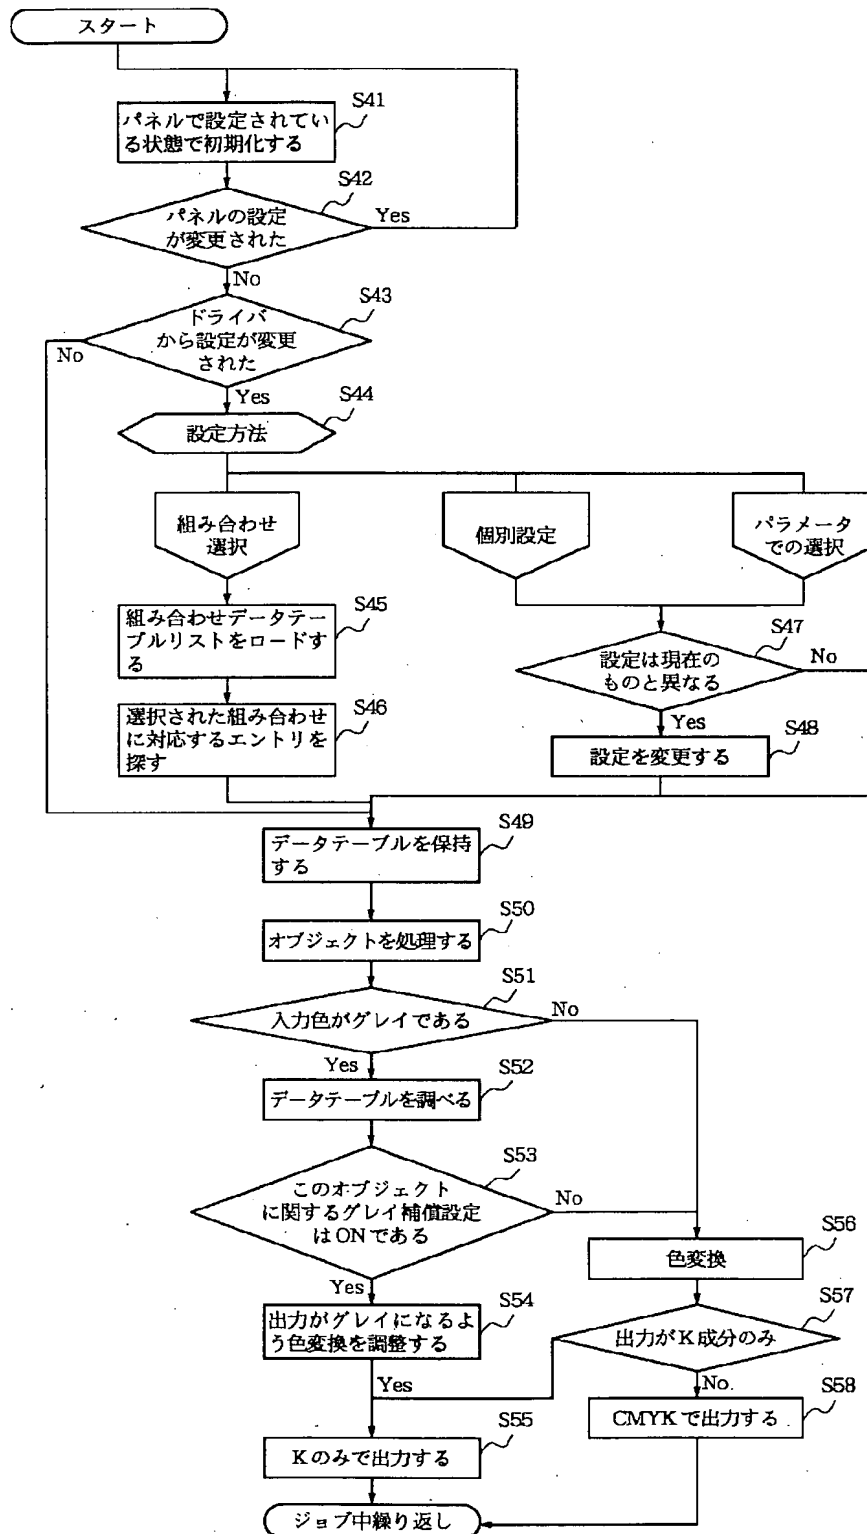 スタート
S41
パネルで設定されてい
る状態で初期化する
S42
パネルの設定
が変更された
Yes
No
S43
ドライバ
から設定が変更
された
No
Yes
S44
設定方法
組み合わせ
選択
個別設定
パラメータ
での選択
S45
組み合わせデータテー
ブルリストをロードす
る
S47
設定は現在の
ものと異なる
No
S46
選択された組み合わせ
に対応するエントリを
探す
Yes
S48
設定を変更する
S49
データテーブルを保持
する
S50
オブジェクトを処理する
S51
入力色がグレイである
No
Yes
S52
データテーブルを調べる
S53
このオブジェクト
に関するグレイ補償設定
はONである
No
S56
色変換
Yes
S54
出力がグレイになるよ
う色変換を調整する
S57
出力がK成分のみ
Yes
No
S58
CMYKで出力する
S55
Kのみで出力する
ジョブ中繰り返し